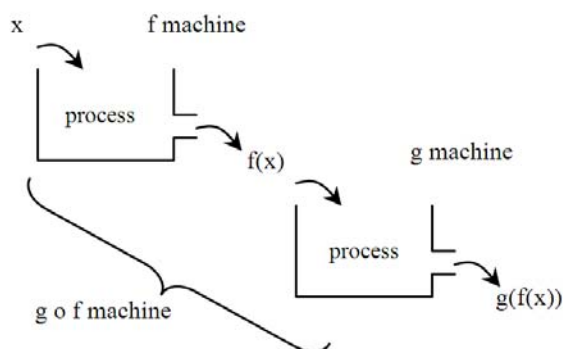 x
f machine
process
f(x)
g machine
process
g(f(x))
g o f machine